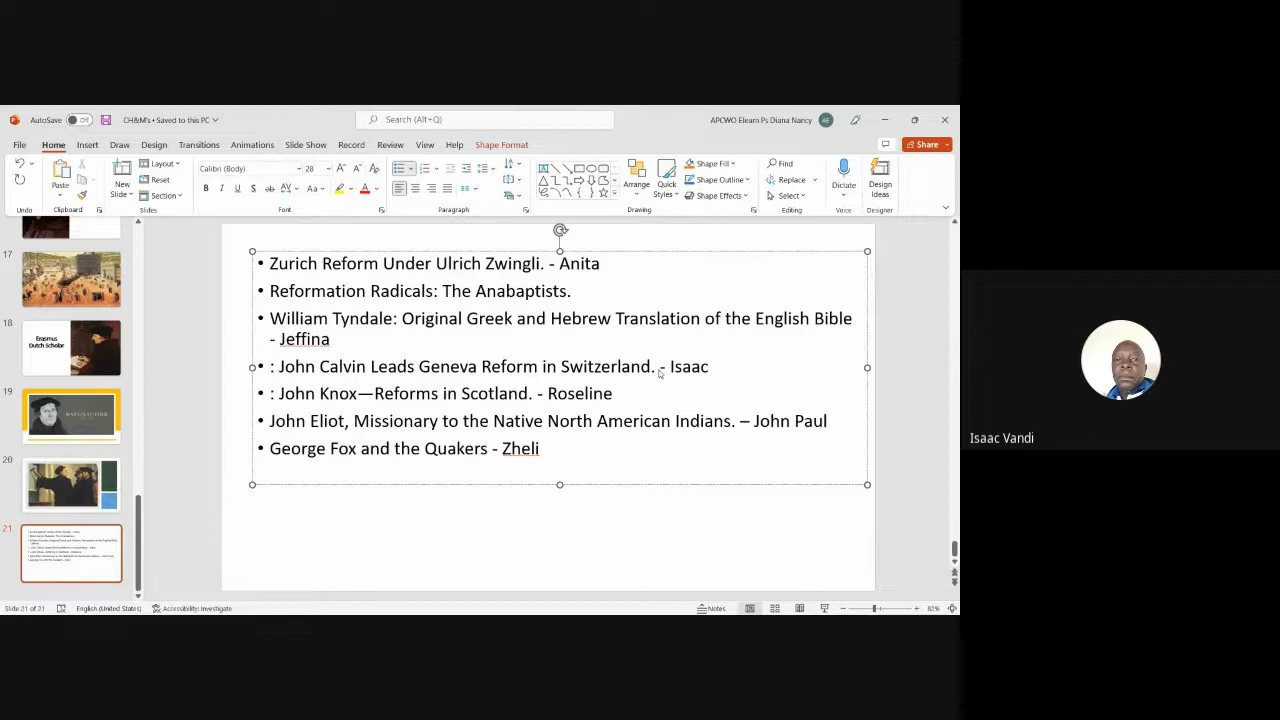 AutoSave Off CH&M's • Saved to this PC Search (Alt+Q) APCWO Elearn Ps Diana Nancy AE
File Home Insert Draw Design Transitions Animations Slide Show Record Review View Help Shape Format Share
Undo
Paste
Clipboard
New
Slide
Layout
Reset
Section
Slides
Calibri (Body) 28
Font
Paragraph
Arrange
Quick
Styles
Shape Fill
Shape Outline
Shape Effects
Drawing
Find
Replace
Select
Editing
Dictate
Voice
Design
Ideas
Designer
17
18
Erasmus
Dutch Scholar
19
20
21
• Zurich Reform Under Ulrich Zwingli. - Anita
• Reformation Radicals: The Anabaptists.
• William Tyndale: Original Greek and Hebrew Translation of the English Bible
- Jeffina
• : John Calvin Leads Geneva Reform in Switzerland. - Isaac
• : John Knox—Reforms in Scotland. - Roseline
• John Eliot, Missionary to the Native North American Indians. – John Paul
• George Fox and the Quakers - Zheli
Slide 21 of 21 English (United States) Accessibility: Investigate Notes 82%
Isaac Vandi